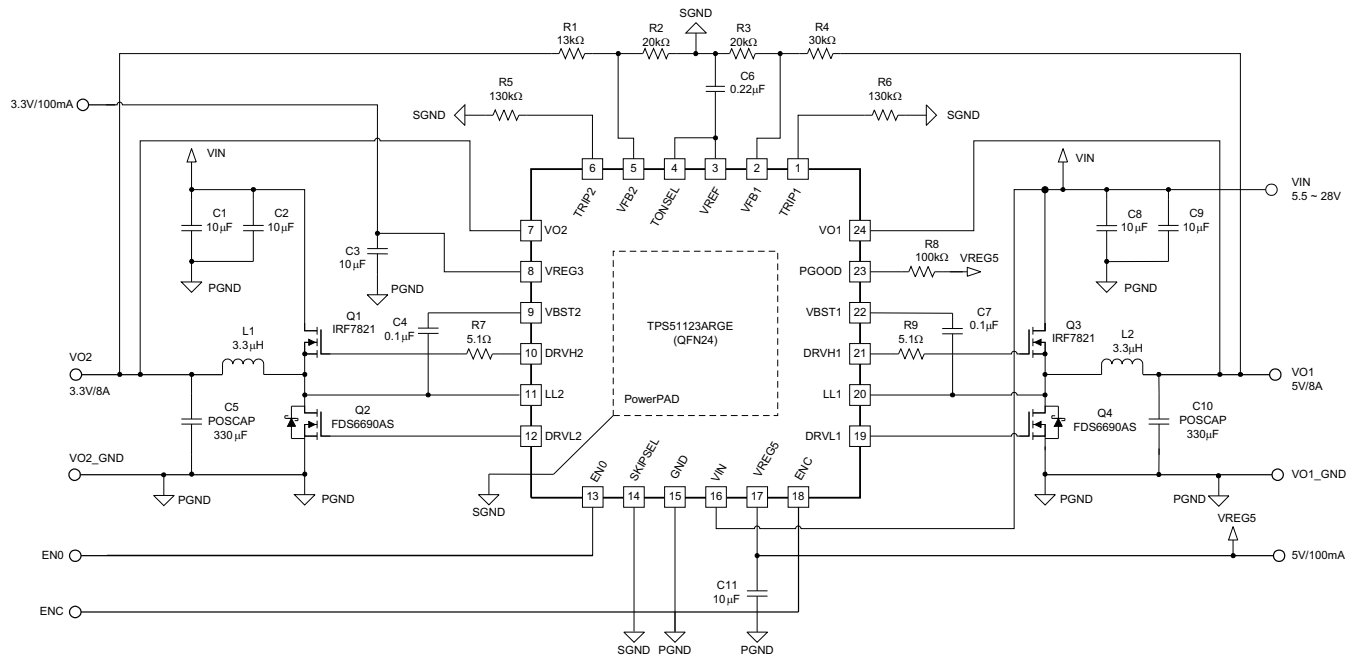 SGND
R1
13kΩ
R2
20kΩ
R3
20kΩ
R4
30kΩ
C6
0.22μF
R5
130kΩ
R6
130kΩ
3.3V/100mA
SGND
SGND
VIN
VIN
VIN
5.5 ~ 28V
6
5
4
3
2
1
TRIP2
VFB2
TONSEL
VREF
VFB1
TRIP1
C1
10μF
C2
10μF
C3
10μF
PGND
PGND
7
VO2
8
VREG3
9
VBST2
10
DRVH2
11
LL2
12
DRVL2
VO1
24
PGOOD
23
VBST1
22
DRVH1
21
LL1
20
DRVL1
19
R8
100kΩ
VREG5
C8
10μF
C9
10μF
PGND
TPS51123ARGE
(QFN24)
PowerPAD
Q1
IRF7821
C4
0.1μF
R7
5.1Ω
L1
3.3μH
R9
5.1Ω
C7
0.1μF
Q3
IRF7821
L2
3.3μH
VO2
3.3V/8A
VO1
5V/8A
C5
POSCAP
330μF
Q2
FDS6690AS
Q4
FDS6690AS
C10
POSCAP
330μF
VO2_GND
PGND
PGND
SGND
EN0
SKIPSEL
GND
VIN
VREG5
ENC
13
14
15
16
17
18
PGND
PGND
VO1_GND
VREG5
EN0
5V/100mA
C11
10μF
ENC
SGND
PGND
PGND